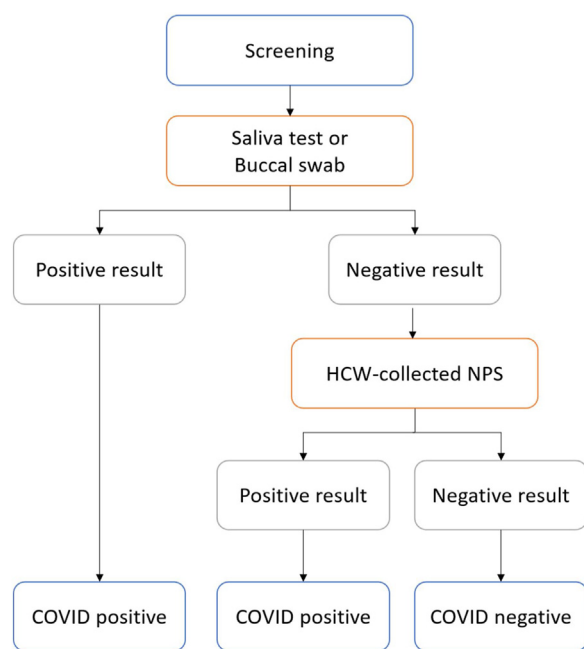 Screening
Saliva test or
Buccal swab
Positive result
Negative result
HCW-collected NPS
Positive result
Negative result
COVID positive
COVID positive
COVID negative